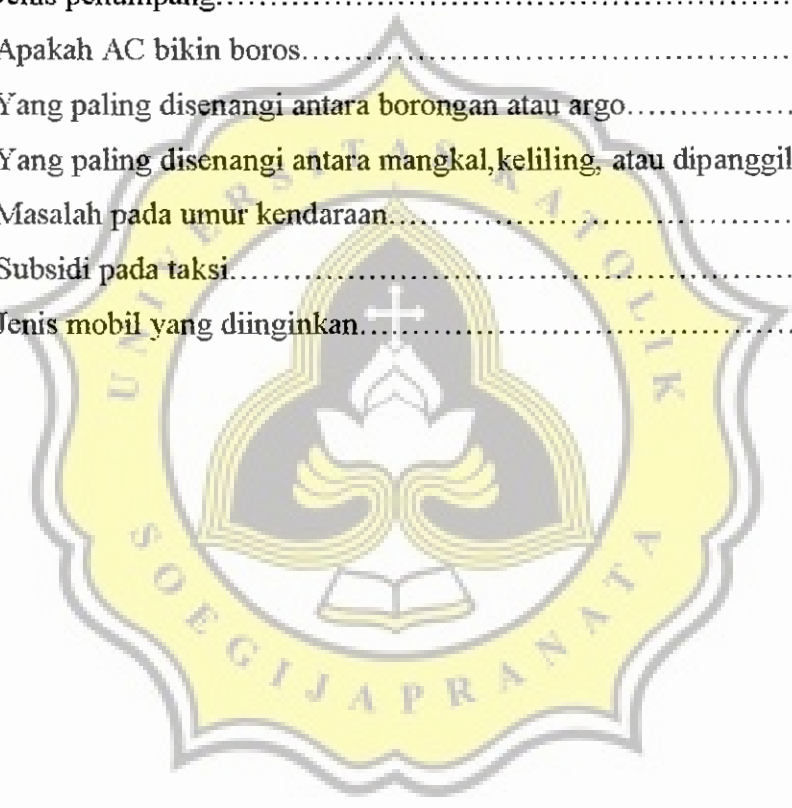 penumpang........................................
Apakah AC bikin boros........................................
Yang paling disenangi antara borongan atau argo....................
Yang paling disenangi antara mangkal,keliling, atau dipanggil
Masalah pada umur kendaraan........................................
Subsidi pada taksi........................................
Jenis mobil yang diinginkan........................................
UNIVERSITAS KATOLIK
SOEGIJAPRANATA